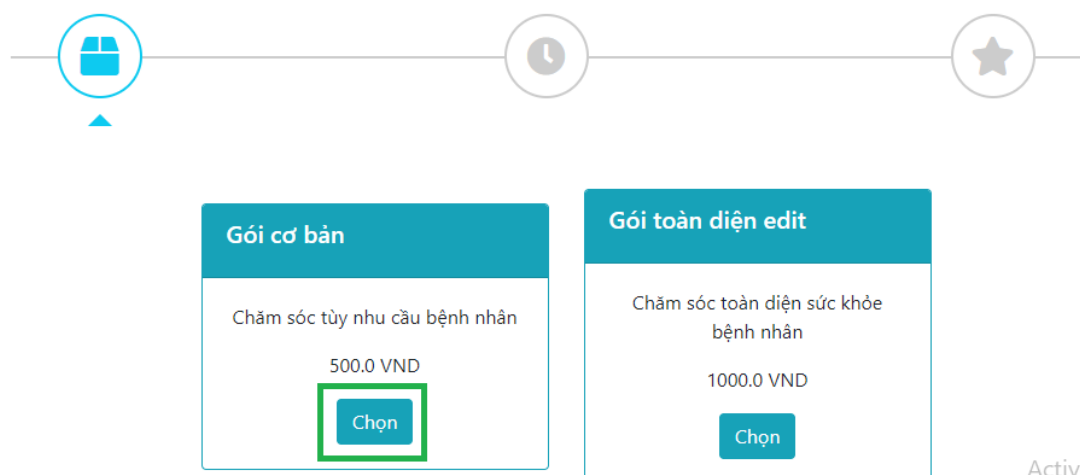 Gói cơ bản
Chăm sóc tùy nhu cầu bệnh nhân
500.0 VND
Chọn
Gói toàn diện edit
Chăm sóc toàn diện sức khỏe
bệnh nhân
1000.0 VND
Chọn
Activ